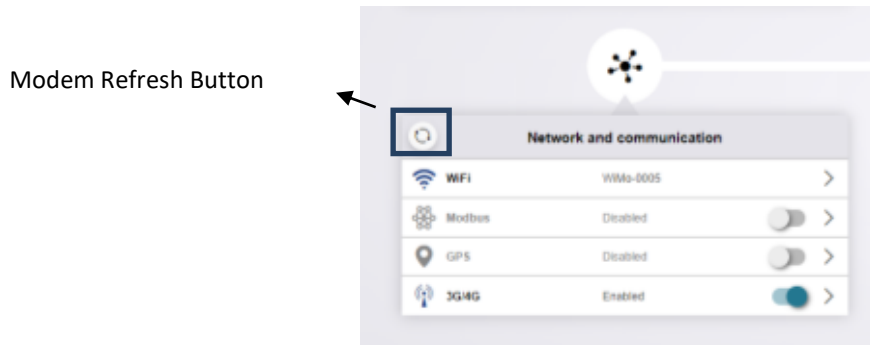 Modem Refresh Button
Network and communication
WiFi WiMo-0005
Modbus Disabled
GPS Disabled
3G/4G Enabled